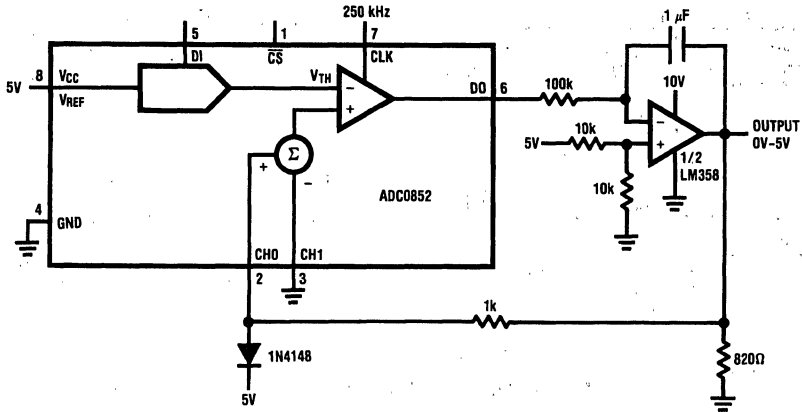 250 kHz
1 µF
5
1
7
DI
CS
CLK
5V
8
VCC
VREF
VTH
−
+
DO
6
100k
10V
Σ
+
−
10k
5V
−
+
OUTPUT
0V–5V
1/2
LM358
ADC0852
10k
4
GND
CH0
CH1
2
3
1k
1N4148
5V
820Ω